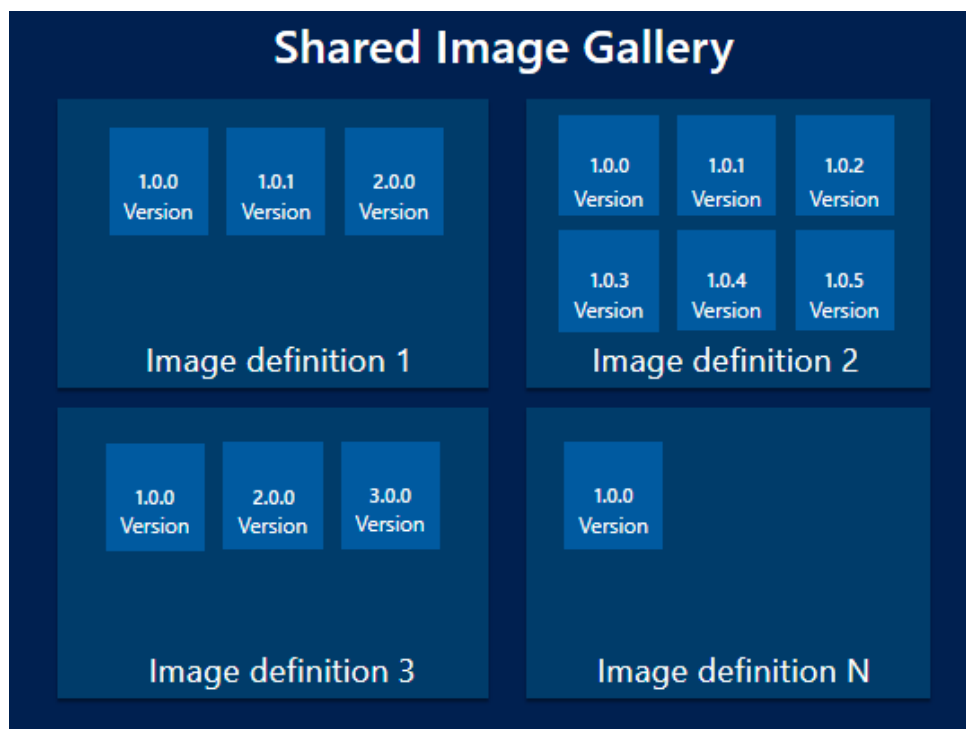 Shared Image Gallery
1.0.0
Version
1.0.1
Version
2.0.0
Version
Image definition 1
1.0.0
Version
1.0.1
Version
1.0.2
Version
1.0.3
Version
1.0.4
Version
1.0.5
Version
Image definition 2
1.0.0
Version
2.0.0
Version
3.0.0
Version
Image definition 3
1.0.0
Version
Image definition N